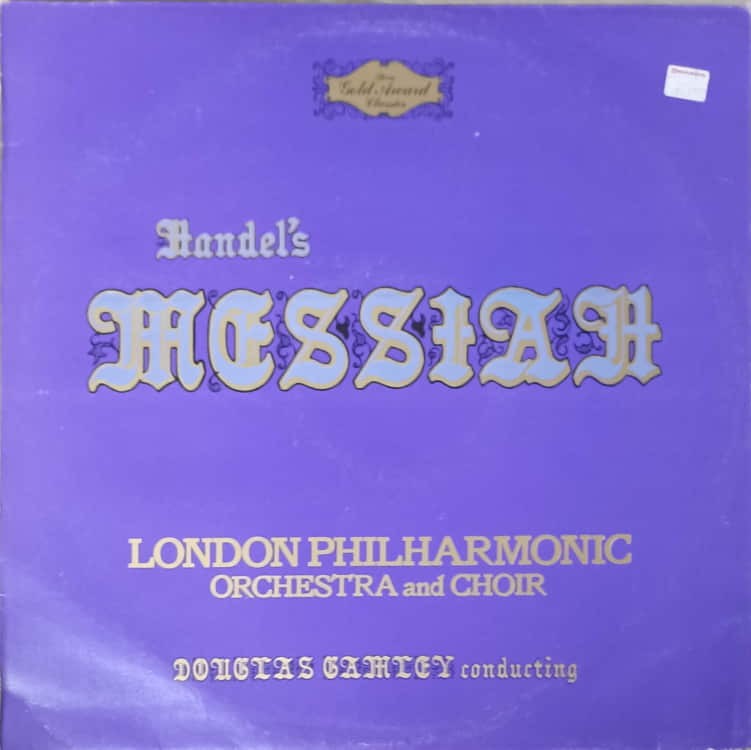 Gold Award
Classics
Handel's
MESSIAH
LONDON PHILHARMONIC
ORCHESTRA and CHOIR
DOUGLAS GAMLEY conducting